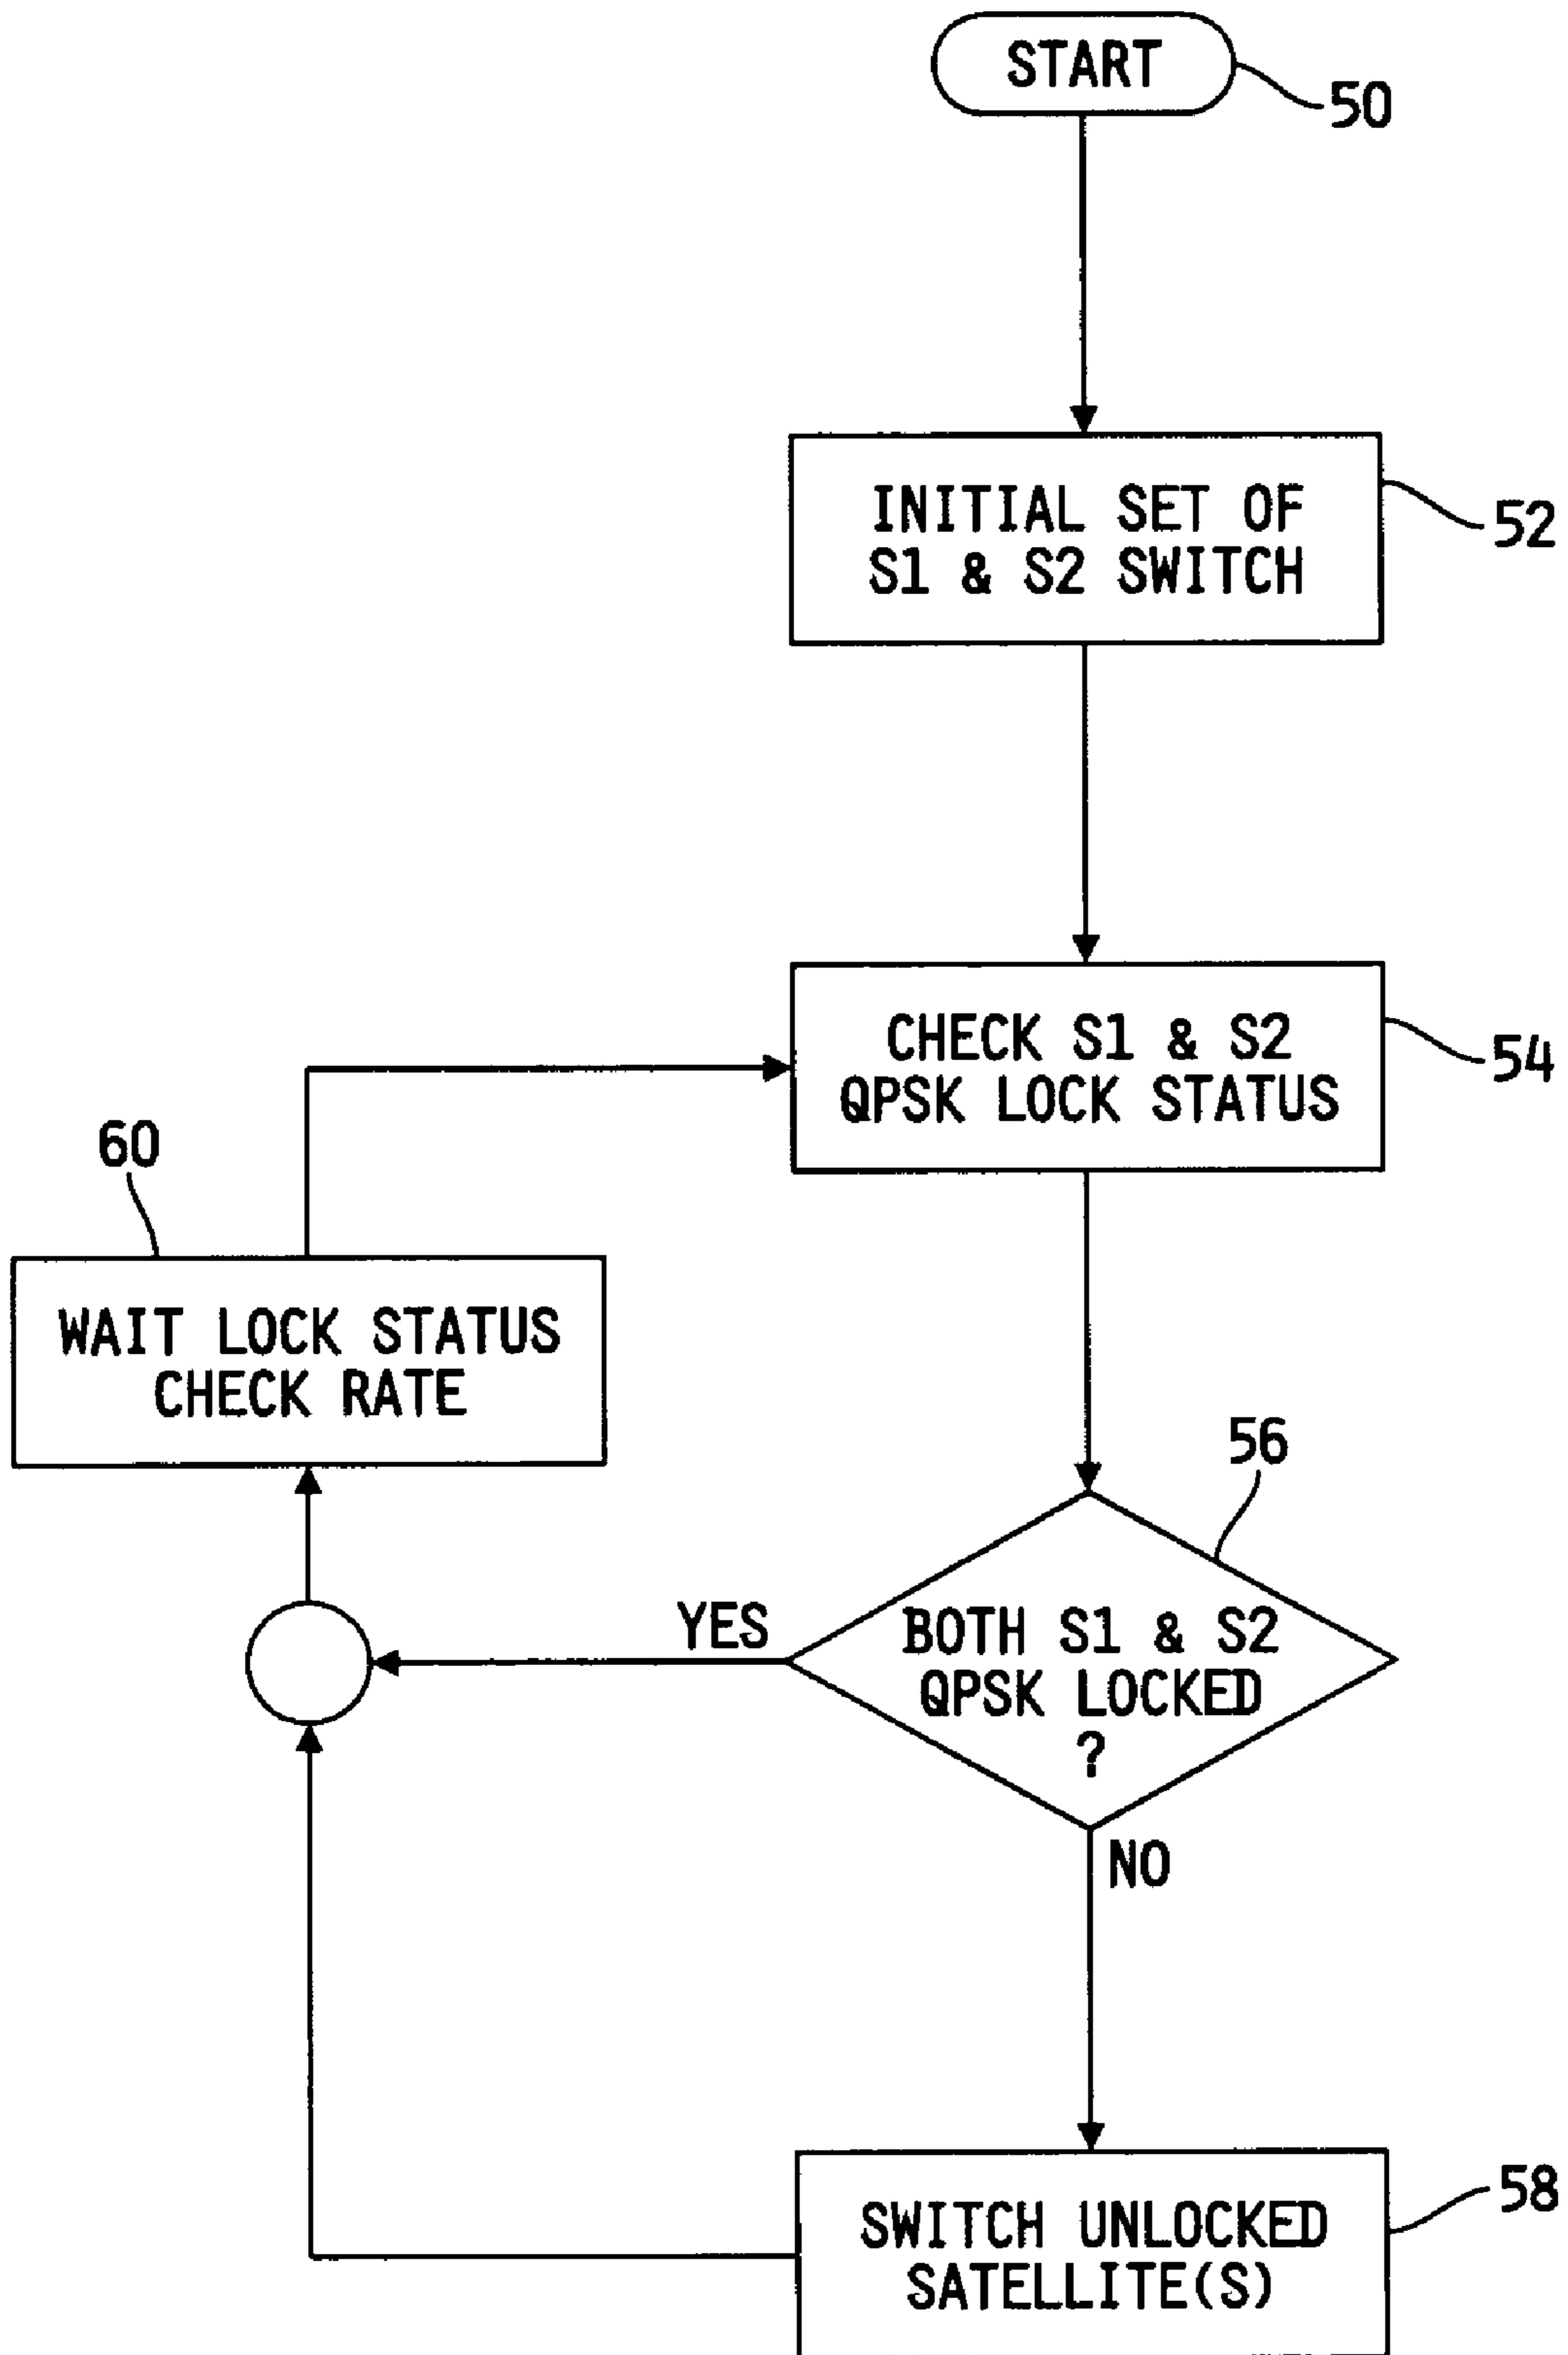 START
50
INITIAL SET OF
S1 & S2 SWITCH
52
CHECK S1 & S2
QPSK LOCK STATUS
54
60
WAIT LOCK STATUS
CHECK RATE
56
BOTH S1 & S2
QPSK LOCKED
?
YES
NO
SWITCH UNLOCKED
SATELLITE(S)
58